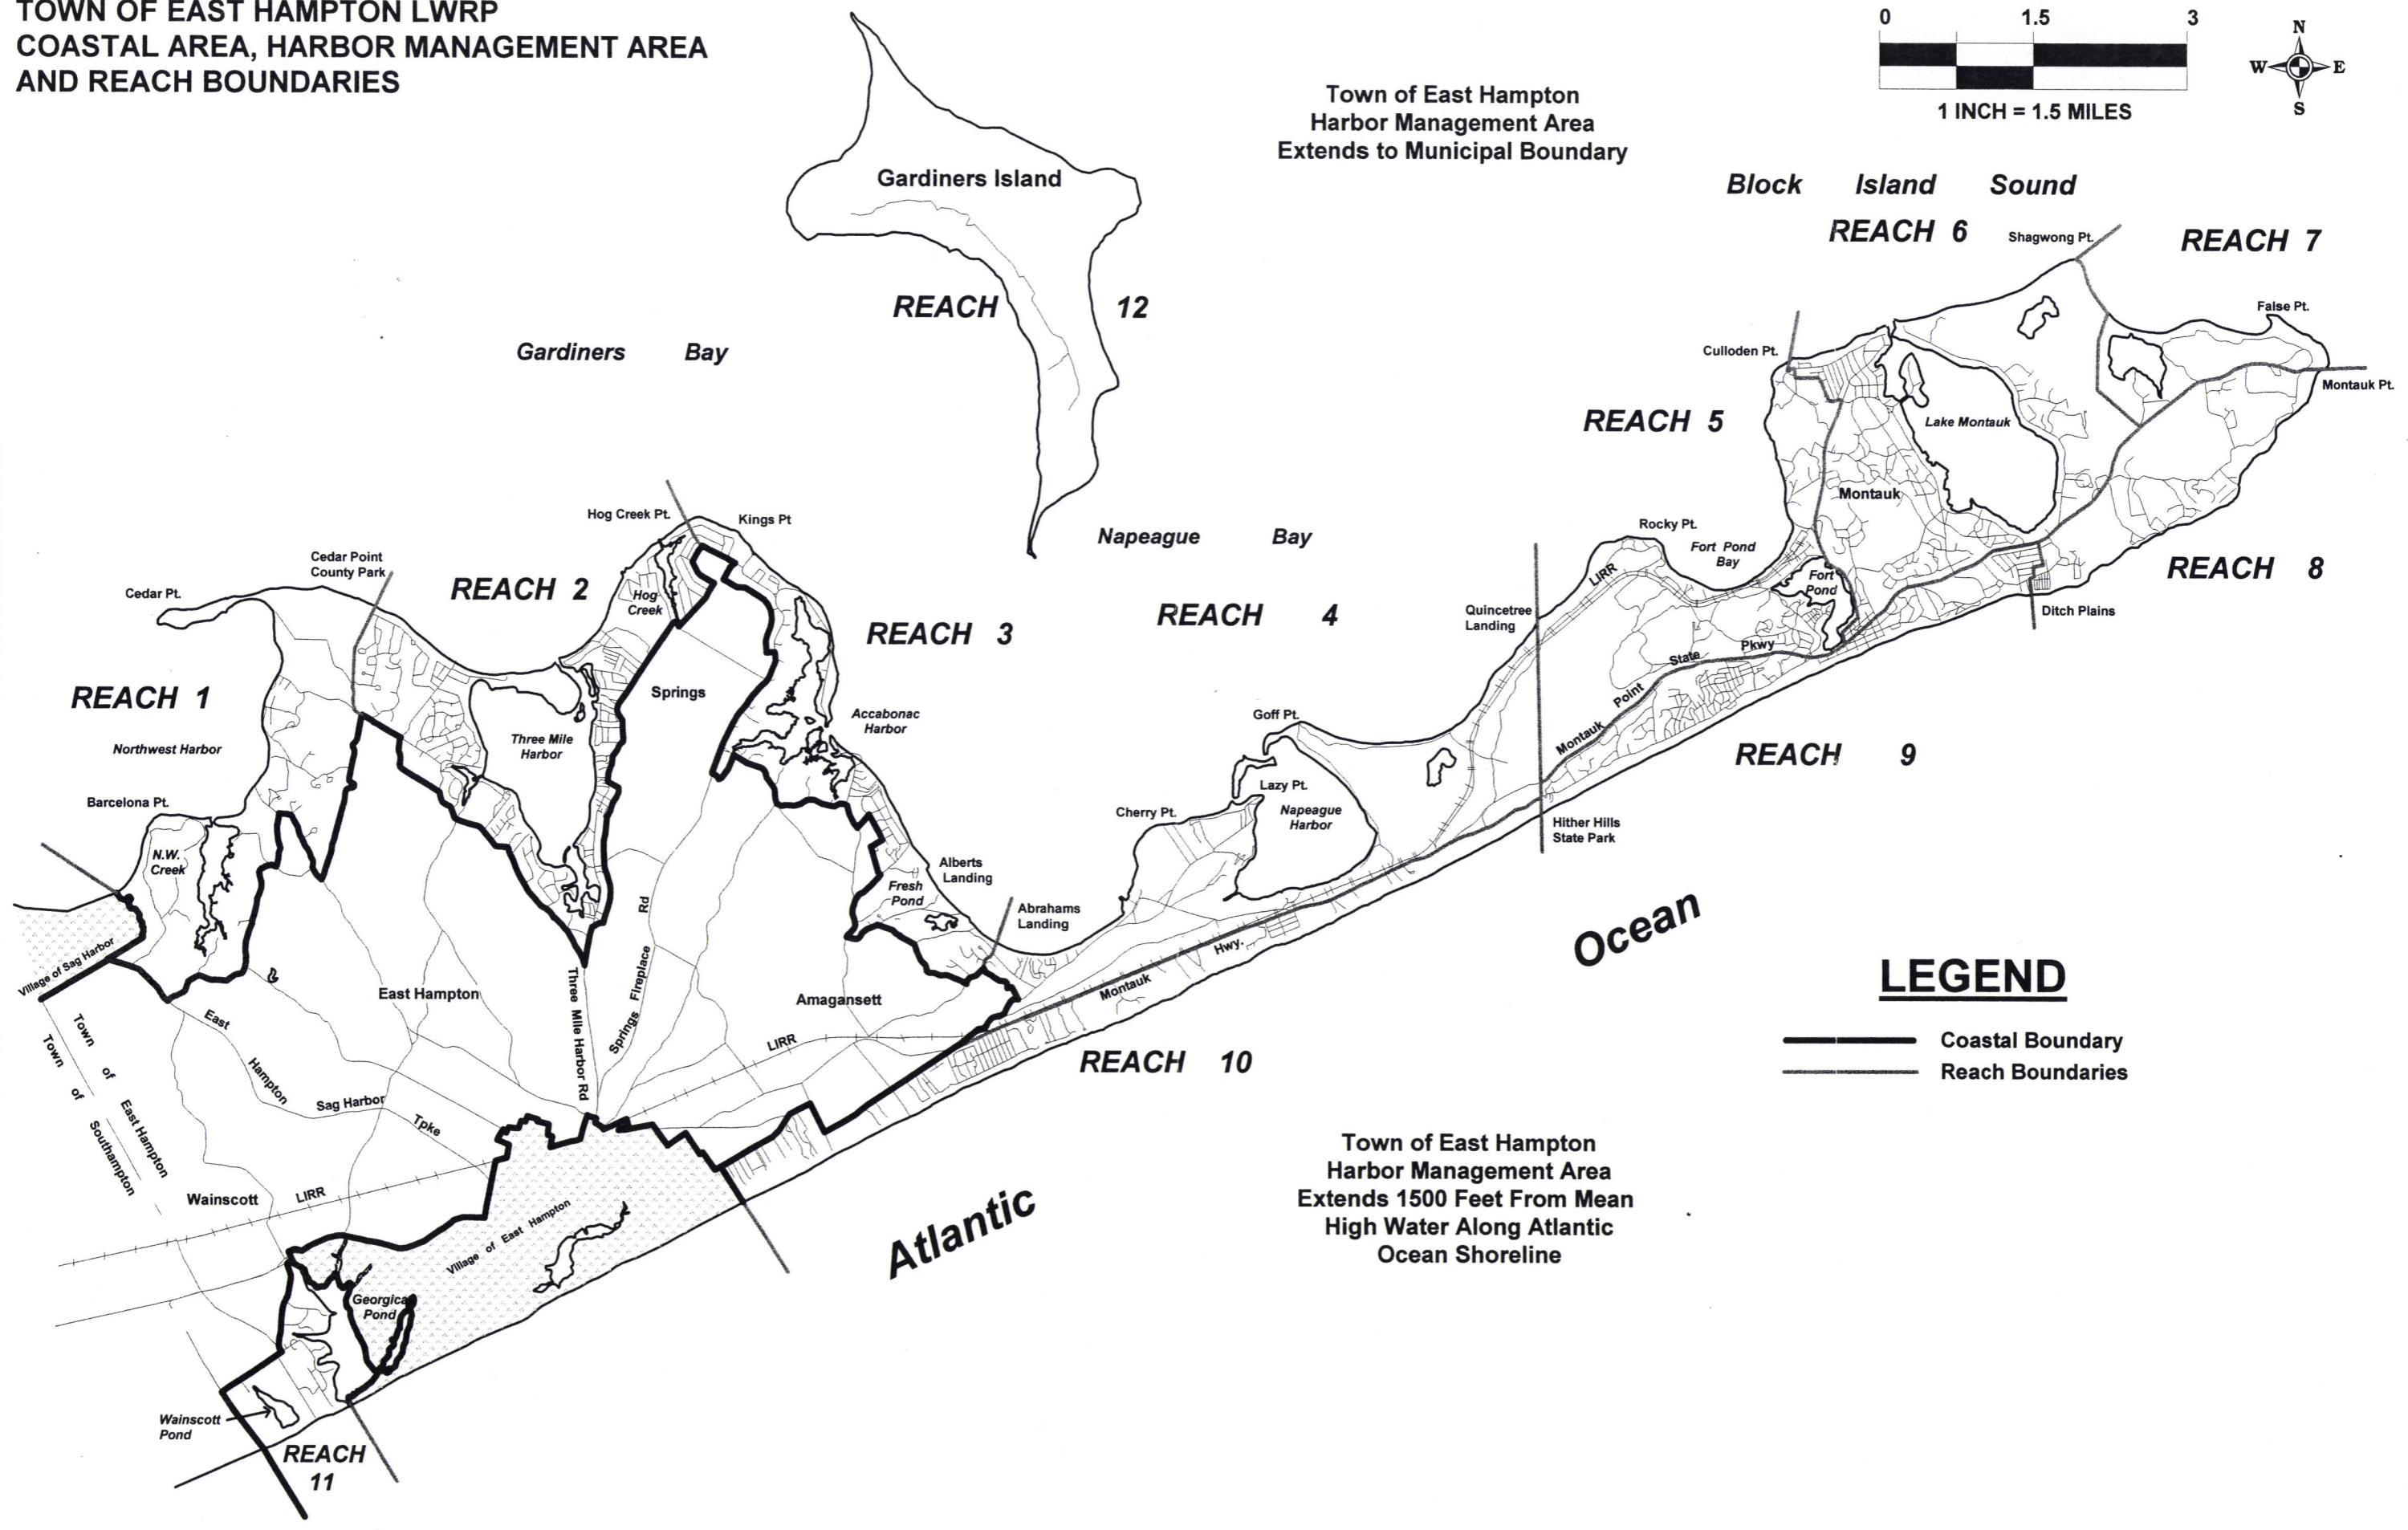 TOWN OF EAST HAMPTON LWRP
COASTAL AREA, HARBOR MANAGEMENT AREA
AND REACH BOUNDARIES
0 1.5 3
1 INCH = 1.5 MILES
N
W E
S
Town of East Hampton
Harbor Management Area
Extends to Municipal Boundary
Block Island Sound
REACH 6
Shagwong Pt.
REACH 7
False Pt.
Culloden Pt.
Montauk Pt.
REACH 5
Lake Montauk
Montauk
Gardiners Island
REACH 12
Gardiners Bay
Hog Creek Pt.
Kings Pt
Napeague Bay
Rocky Pt.
Fort Pond
Bay
LIRR
Fort
Pond
REACH 8
Ditch Plains
Cedar Point
County Park
Cedar Pt.
REACH 2
Hog
Creek
REACH 3
REACH 4
Quincetree
Landing
State
Pkwy
Point
Montauk
REACH 9
REACH 1
Northwest Harbor
Springs
Three Mile
Harbor
Accabonac
Harbor
Goff Pt.
Lazy Pt.
Napeague
Harbor
Cherry Pt.
Hither Hills
State Park
Barcelona Pt.
N.W.
Creek
Alberts
Landing
Fresh
Pond
Abrahams
Landing
Village of Sag Harbor
East Hampton
Three Mile Harbor Rd
Springs Fireplace Rd
Amagansett
LIRR
Montauk Hwy.
REACH 10
Atlantic Ocean
Town of East Hampton
Town of Southampton
East Hampton Sag Harbor Tpke
Wainscott
LIRR
Village of East Hampton
Georgica
Pond
Wainscott
Pond
REACH
11
LEGEND
Coastal Boundary
Reach Boundaries
Town of East Hampton
Harbor Management Area
Extends 1500 Feet From Mean
High Water Along Atlantic
Ocean Shoreline